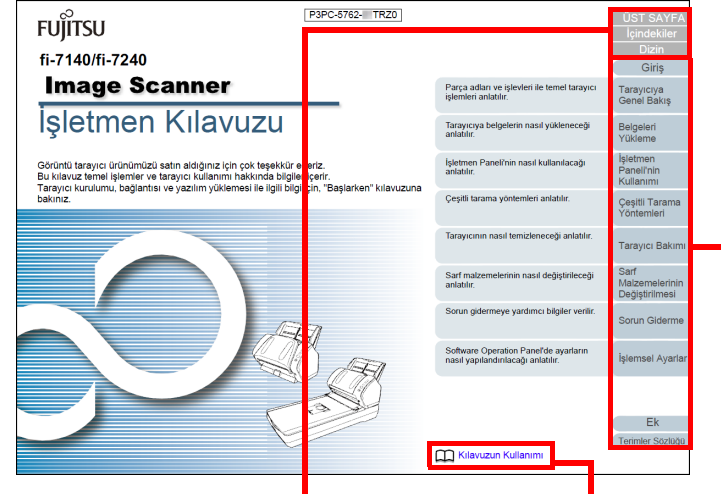 FUJITSU
P3PC-5762- TRZ0
fi-7140/fi-7240
Image Scanner
İşletmen Kılavuzu
Görüntü tarayıcı ürünümüzü satın aldığınız için çok teşekkür ederiz.
Bu kılavuz temel işlemler ve tarayıcı kullanımı hakkında bilgiler içerir.
Tarayıcı kurulumu, bağlantısı ve yazılım yüklemesi ile ilgili bilgi için, "Başlarken" kılavuzuna
bakınız.
ÜST SAYFA
İçindekiler
Dizin
Giriş
Parça adları ve işlevleri ile temel tarayıcı
işlemleri anlatılır.
Tarayıcıya
Genel Bakış
Tarayıcıya belgelerin nasıl yükleneceği
anlatılır.
Belgeleri
Yükleme
İşletmen Paneli'nin nasıl kullanılacağı
anlatılır.
İşletmen
Paneli'nin
Kullanımı
Çeşitli tarama yöntemleri anlatılır.
Çeşitli Tarama
Yöntemleri
Tarayıcının nasıl temizleneceği anlatılır.
Tarayıcı Bakımı
Sarf malzemelerinin nasıl değiştirileceği
anlatılır.
Sarf
Malzemelerinin
Değiştirilmesi
Sorun gidermeye yardımcı bilgiler verilir.
Sorun Giderme
Software Operation Panel'de ayarların
nasıl yapılandırılacağı anlatılır.
İşlemsel Ayarlar
Ek
Terimler Sözlüğü
Kılavuzun Kullanımı